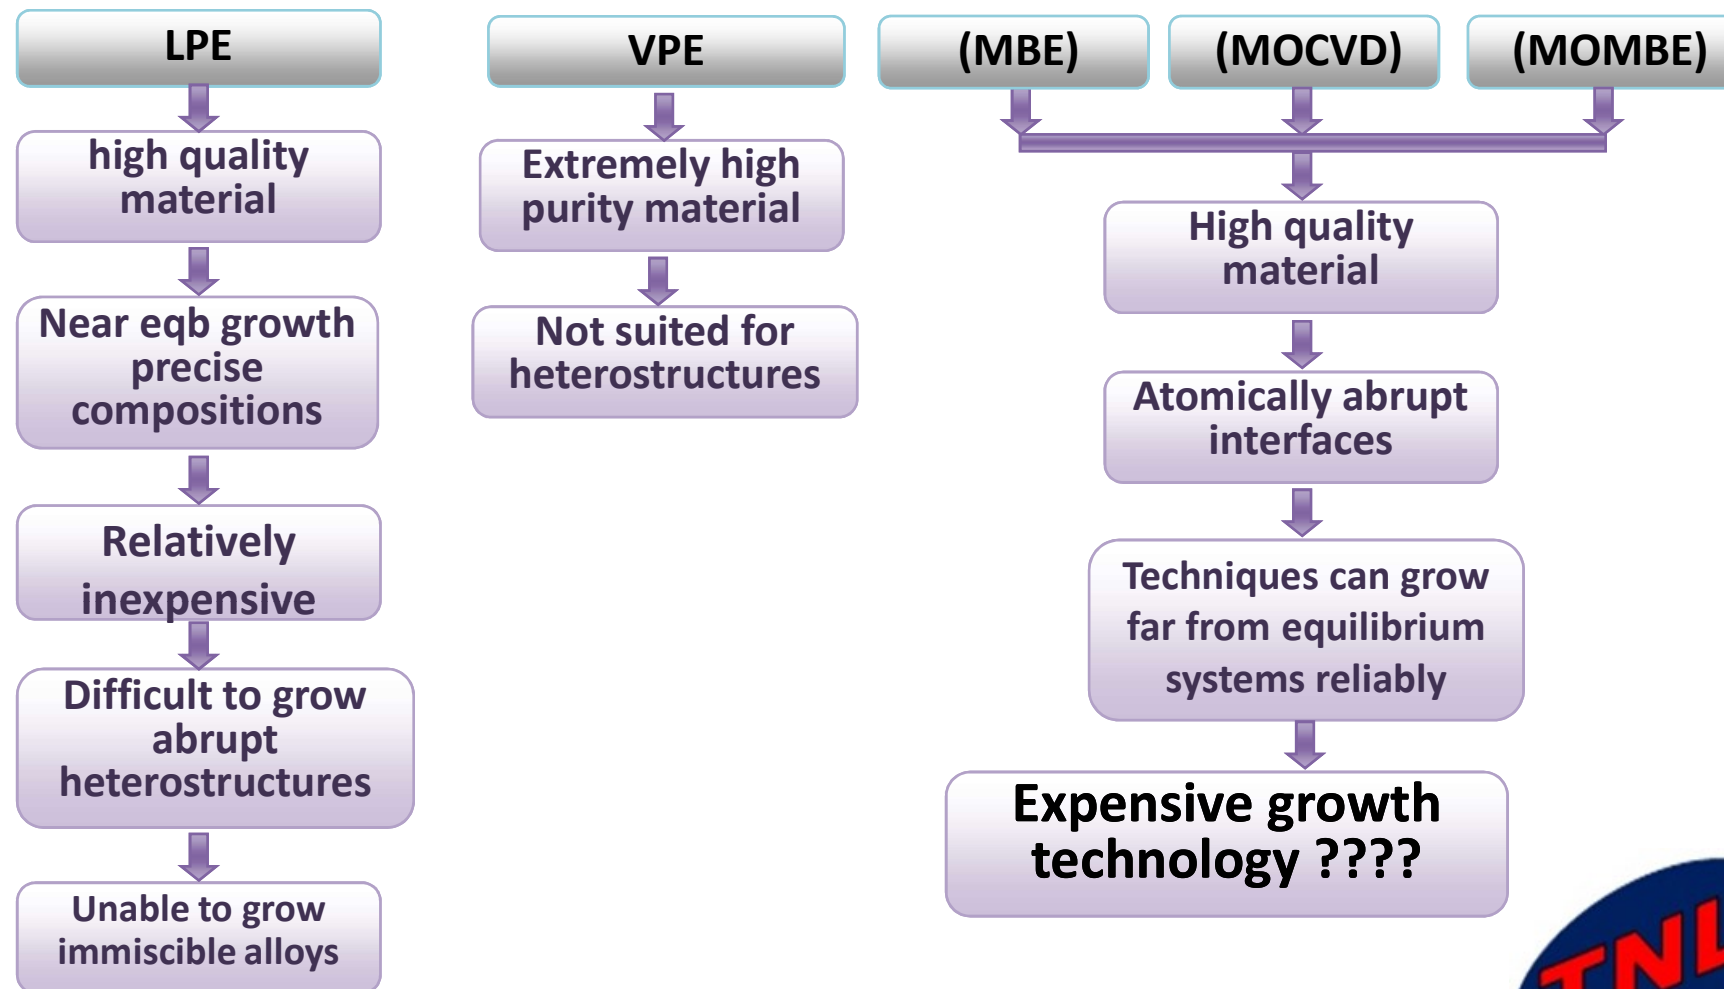 LPE
high quality
material
Near eqb growth
precise
compositions
Relatively
inexpensive
Difficult to grow
abrupt
heterostructures
Unable to grow
immiscible alloys
VPE
Extremely high
purity material
Not suited for
heterostructures
(MBE)
(MOCVD)
(MOMBE)
High quality
material
Atomically abrupt
interfaces
Techniques can grow
far from equilibrium
systems reliably
Expensive growth
technology ????